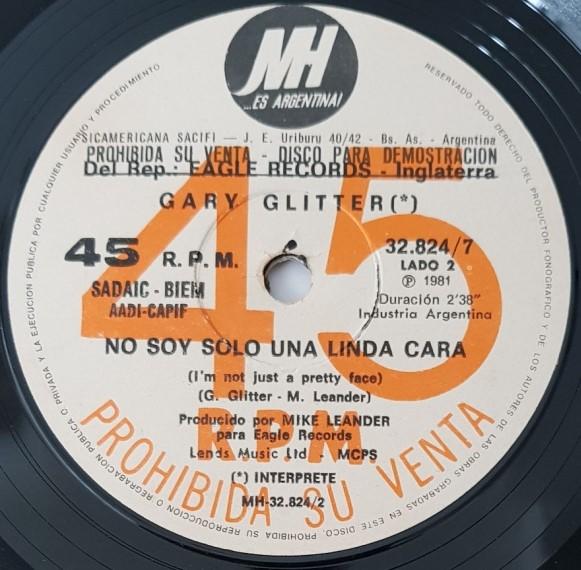 MH
...ES ARGENTINA!
SICAMERICANA SACIFI — J. E. Uriburu 40/42 - Bs. As. - Argentina
PROHIBIDA SU VENTA - DISCO PARA DEMOSTRACION
Del Rep.: EAGLE RECORDS - Inglaterra
GARY GLITTER(*)
45 R.P.M.
32.824/7
LADO 2
℗ 1981
SADAIC - BIEM
AADI-CAPIF
Duración 2'38"
Industria Argentina
45
NO SOY SOLO UNA LINDA CARA
(I'm not just a pretty face)
(G. Glitter - M. Leander)
Producido por MIKE LEANDER
para Eagle Records
Lends Music Ltd MCPS
R.P.M.
(*) INTERPRETE
MH-32.824/2
PROHIBIDA SU VENTA
RESERVADO TODO DERECHO DEL PRODUCTOR FONOGRAFICO Y DE LOS AUTORES DE LAS OBRAS GRABADAS EN ESTE DISCO. PROHIBIDA SU REPRODUCCION O REGRABACION PUBLICA O PRIVADA Y LA EJECUCION PUBLICA POR CUALQUIER USUARIO Y PROCEDIMIENTO